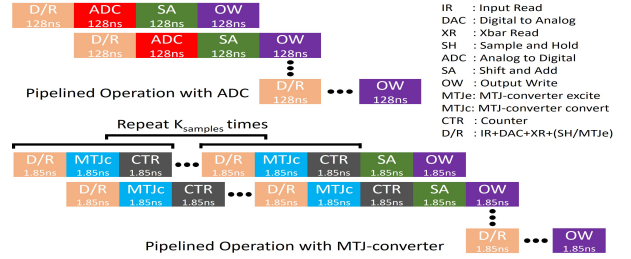 D/R ADC SA OW
128ns 128ns 128ns 128ns
D/R ADC SA OW
128ns 128ns 128ns 128ns
D/R OW
128ns 128ns
Pipelined Operation with ADC
IR : Input Read
DAC : Digital to Analog
XR : Xbar Read
SH : Sample and Hold
ADC : Analog to Digital
SA : Shift and Add
OW : Output Write
MTJe: MTJ-converter excite
MTJc: MTJ-converter convert
CTR : Counter
D/R : IR+DAC+XR+(SH/MTJe)
Repeat Ksamples times
D/R MTJc CTR D/R MTJc CTR SA OW
1.85ns 1.85ns 1.85ns 1.85ns 1.85ns 1.85ns 1.85ns 1.85ns
D/R MTJc CTR D/R MTJc CTR SA OW
1.85ns 1.85ns 1.85ns 1.85ns 1.85ns 1.85ns 1.85ns 1.85ns
D/R OW
1.85ns 1.85ns
Pipelined Operation with MTJ-converter